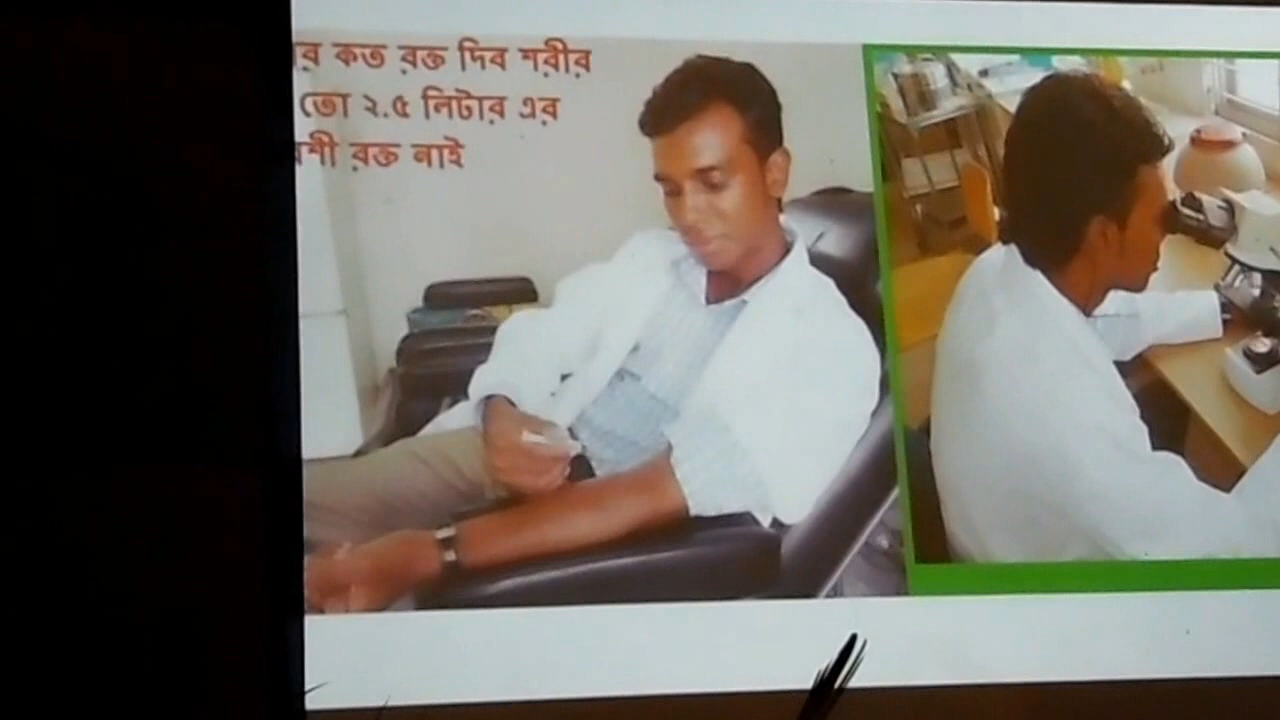 র কত রক্ত দিব শরীর
তো ২.৫ লিটার এর
শী রক্ত নাই